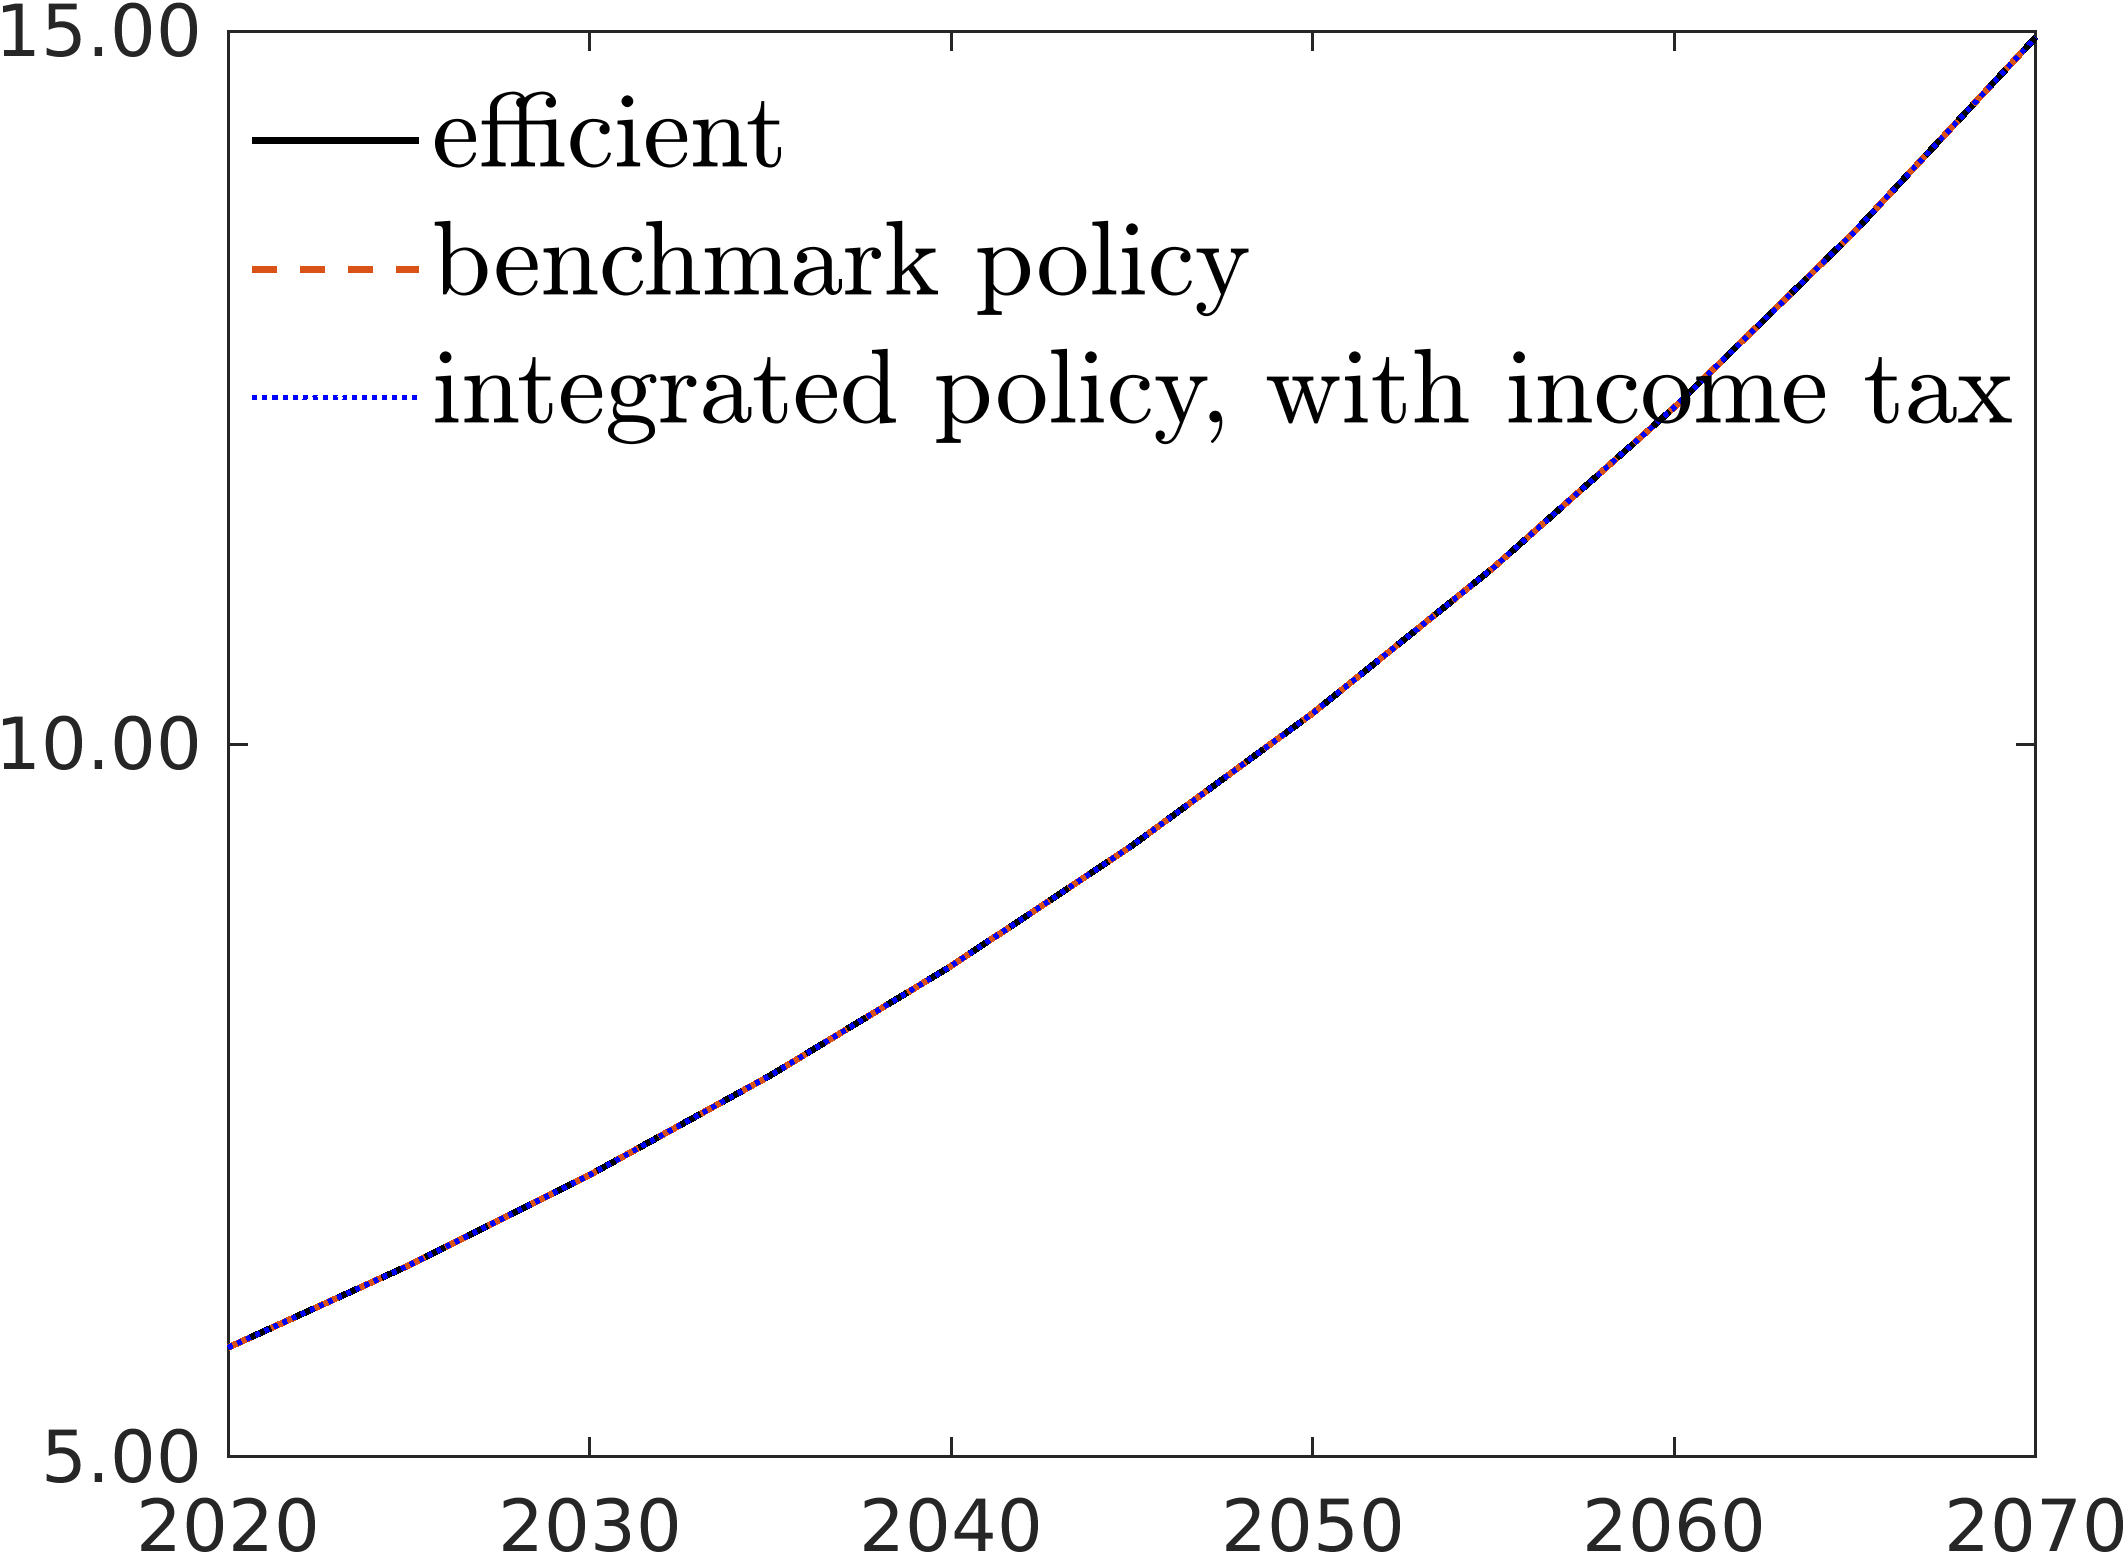 15.00
efficient
benchmark policy
integrated policy, with income tax
10.00
5.00
2020 2030 2040 2050 2060 2070